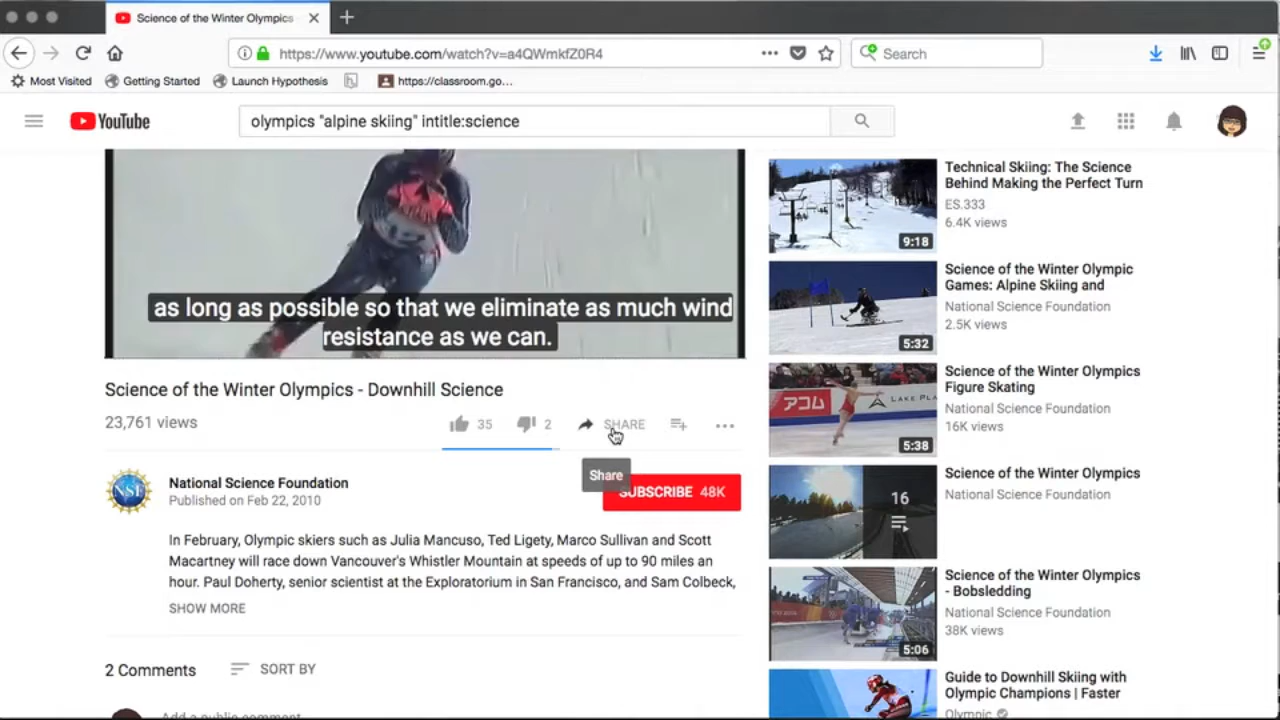 Science of the Winter Olympics
https://www.youtube.com/watch?v=a4QWmkfZ0R4
Search
Most Visited
Getting Started
Launch Hypothesis
https://classroom.go...
YouTube
olympics "alpine skiing" intitle:science
as long as possible so that we eliminate as much wind
resistance as we can.
Science of the Winter Olympics - Downhill Science
23,761 views
35
2
SHARE
Share
NSF
National Science Foundation
Published on Feb 22, 2010
SUBSCRIBE 48K
In February, Olympic skiers such as Julia Mancuso, Ted Ligety, Marco Sullivan and Scott
Macartney will race down Vancouver's Whistler Mountain at speeds of up to 90 miles an
hour. Paul Doherty, senior scientist at the Exploratorium in San Francisco, and Sam Colbeck,
SHOW MORE
2 Comments
SORT BY
Add a public comment
Technical Skiing: The Science
Behind Making the Perfect Turn
ES.333
6.4K views
9:18
Science of the Winter Olympic
Games: Alpine Skiing and
National Science Foundation
2.5K views
5:32
アコム
LAKE PLA
Science of the Winter Olympics
Figure Skating
National Science Foundation
16K views
5:38
Science of the Winter Olympics
National Science Foundation
16
Science of the Winter Olympics
- Bobsledding
National Science Foundation
38K views
5:06
Guide to Downhill Skiing with
Olympic Champions | Faster
Olympic